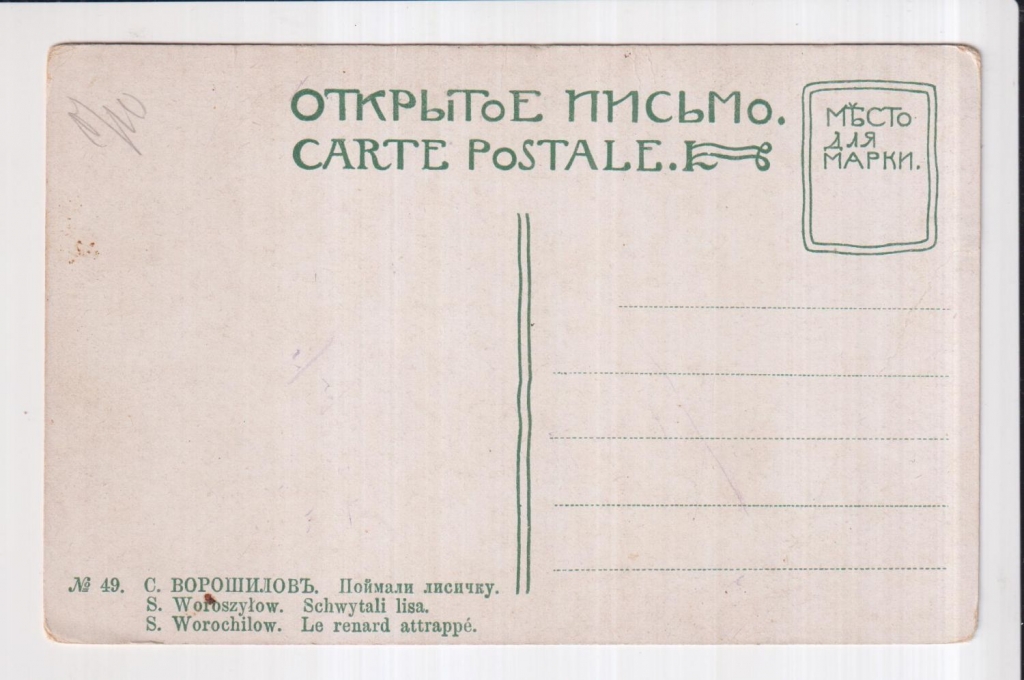 ОТКРЫТОЕ ПИСЬМО.
CARTE POSTALE.
МѢСТО
ДЛЯ
МАРКИ.
№ 49. С. ВОРОШИЛОВЪ. Поймали лисичку.
S. Woroszyłow. Schwytali lisa.
S. Worochilow. Le renard attrappé.